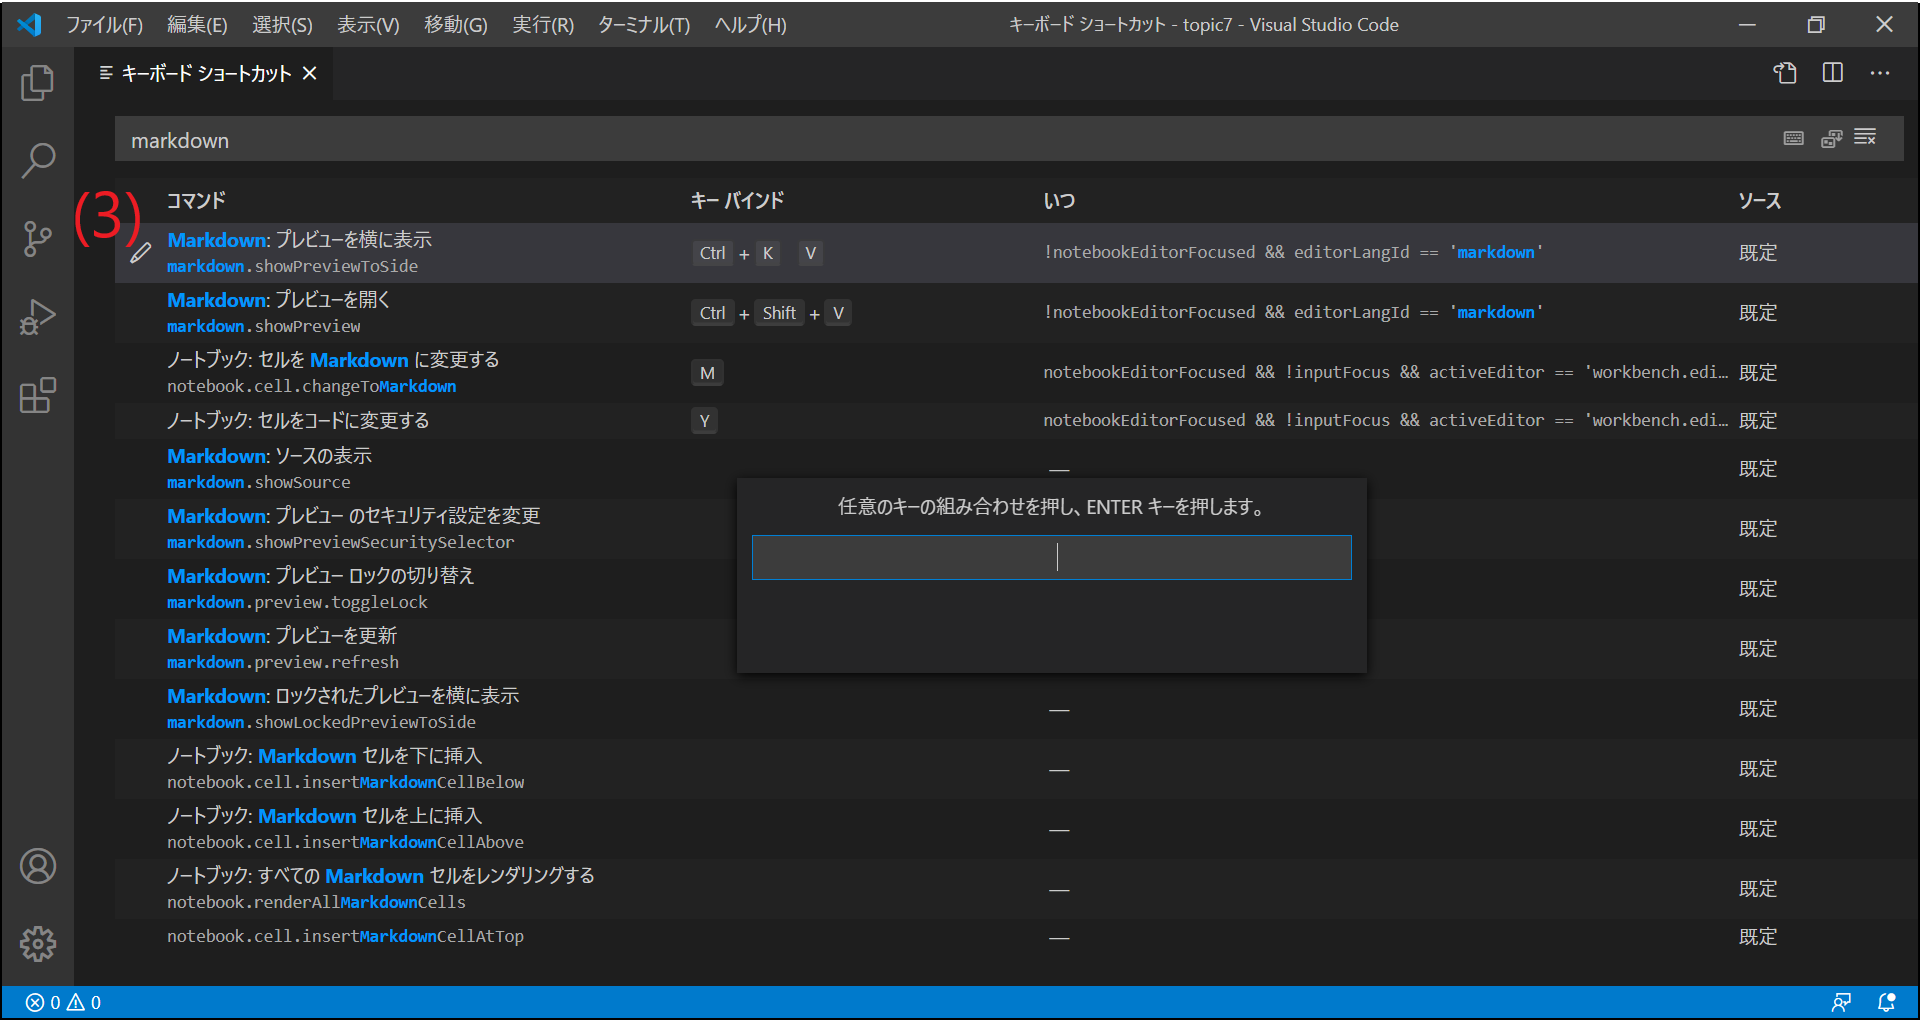 ファイル(F) 編集(E) 選択(S) 表示(V) 移動(G) 実行(R) ターミナル(T) ヘルプ(H) キーボード ショートカット - topic7 - Visual Studio Code
キーボード ショートカット
markdown
(3)
コマンド キー バインド いつ ソース
Markdown: プレビューを横に表示
markdown.showPreviewToSide
Ctrl + K V !notebookEditorFocused && editorLangId == 'markdown' 既定
Markdown: プレビューを開く
markdown.showPreview
Ctrl + Shift + V !notebookEditorFocused && editorLangId == 'markdown' 既定
ノートブック: セルを Markdown に変更する
notebook.cell.changeToMarkdown
M notebookEditorFocused && !inputFocus && activeEditor == 'workbench.edi... 既定
ノートブック: セルをコードに変更する Y notebookEditorFocused && !inputFocus && activeEditor == 'workbench.edi... 既定
Markdown: ソースの表示
markdown.showSource
— 既定
Markdown: プレビュー のセキュリティ設定を変更
markdown.showPreviewSecuritySelector
既定
Markdown: プレビュー ロックの切り替え
markdown.preview.toggleLock
既定
Markdown: プレビューを更新
markdown.preview.refresh
既定
任意のキーの組み合わせを押し、ENTER キーを押します。
Markdown: ロックされたプレビューを横に表示
markdown.showLockedPreviewToSide
— 既定
ノートブック: Markdown セルを下に挿入
notebook.cell.insertMarkdownCellBelow
— 既定
ノートブック: Markdown セルを上に挿入
notebook.cell.insertMarkdownCellAbove
— 既定
ノートブック: すべての Markdown セルをレンダリングする
notebook.renderAllMarkdownCells
— 既定
notebook.cell.insertMarkdownCellAtTop — 既定
0 0